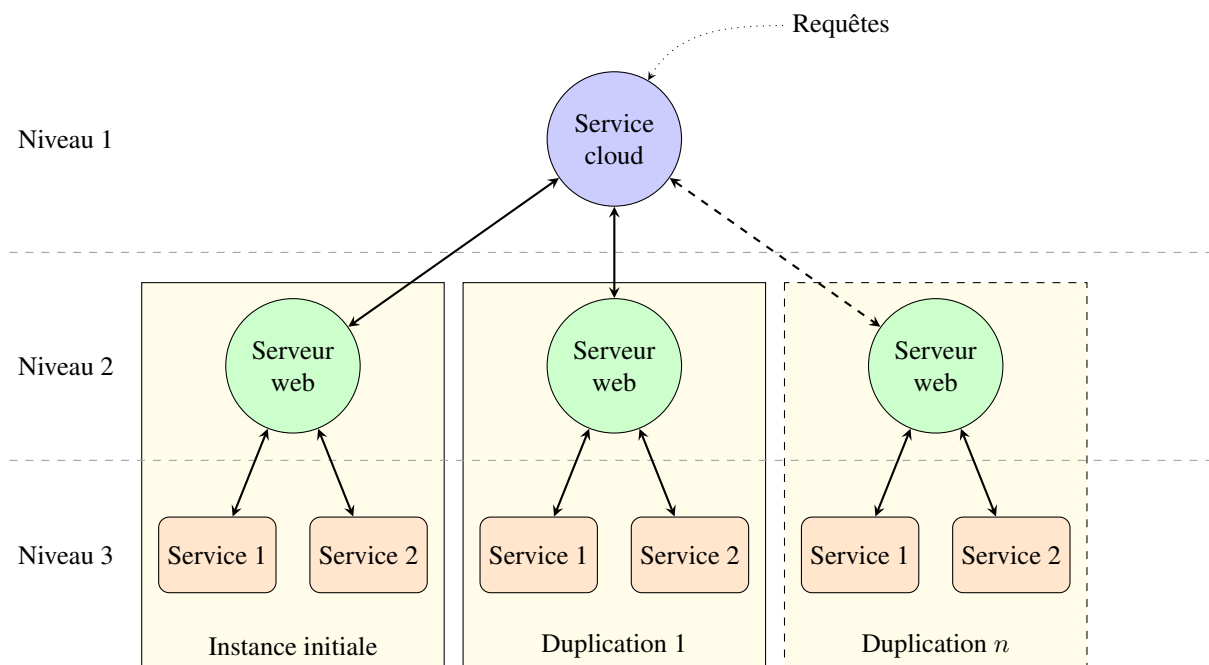 Requêtes
Niveau 1
Service
cloud
Niveau 2
Serveur
web
Serveur
web
Serveur
web
Niveau 3
Service 1
Service 2
Service 1
Service 2
Service 1
Service 2
Instance initiale
Duplication 1
Duplication n